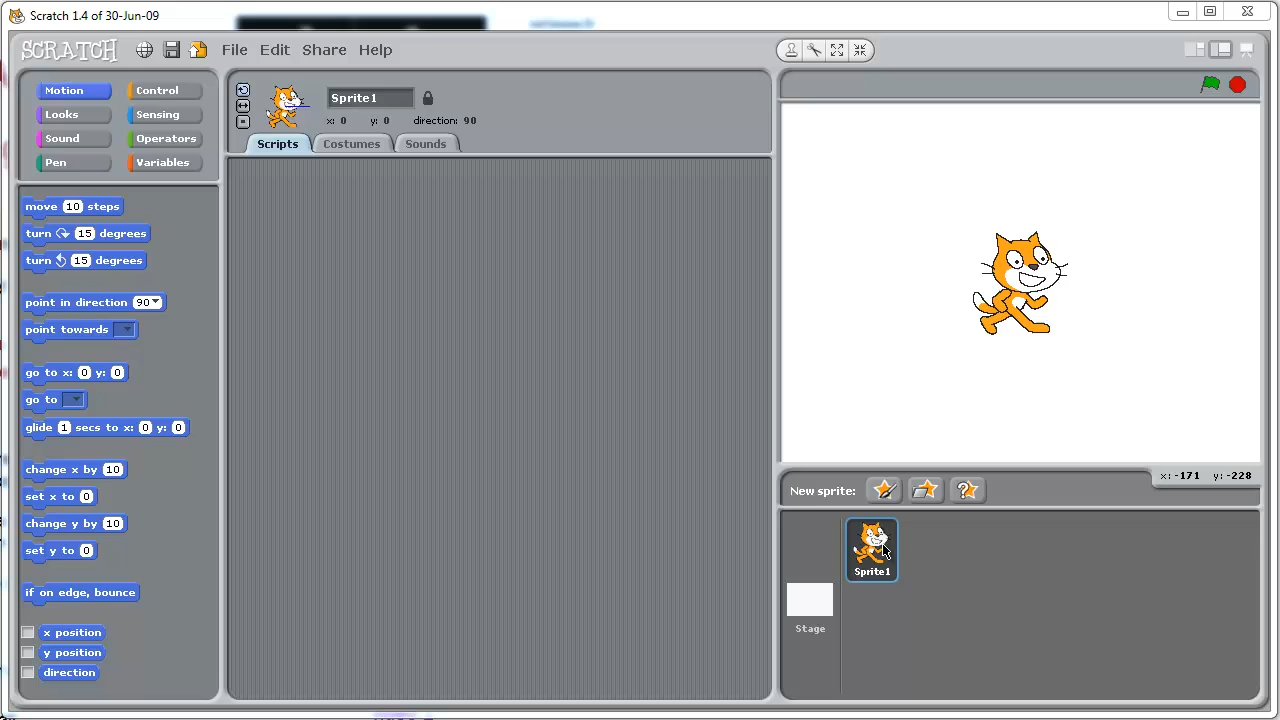 Scratch 1.4 of 30-Jun-09
SCRATCH File Edit Share Help
Motion Control
Looks Sensing
Sound Operators
Pen Variables
move 10 steps
turn 15 degrees
turn 15 degrees
point in direction 90
point towards
go to x: 0 y: 0
go to
glide 1 secs to x: 0 y: 0
change x by 10
set x to 0
change y by 10
set y to 0
if on edge, bounce
x position
y position
direction
Sprite1
x: 0 y: 0 direction: 90
Scripts Costumes Sounds
x: -171 y: -228
New sprite:
Sprite1
Stage